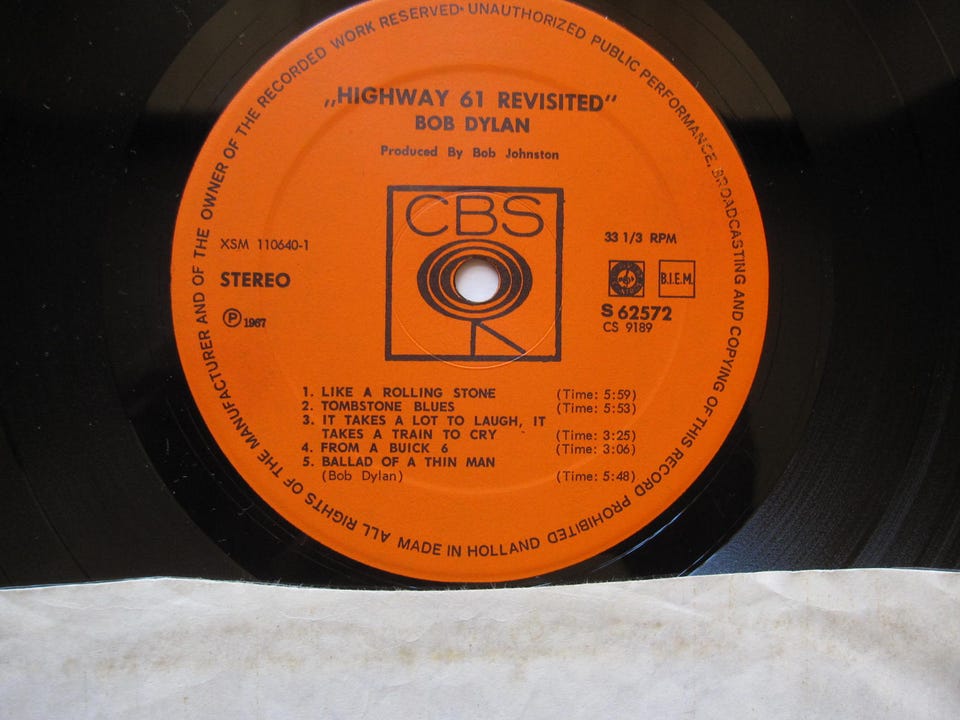 ALL RIGHTS OF THE MANUFACTURER AND OF THE OWNER OF THE RECORDED WORK RESERVED· UNAUTHORIZED PUBLIC PERFORMANCE, BROADCASTING AND COPYING OF THIS RECORD PROHIBITED
„HIGHWAY 61 REVISITED”
BOB DYLAN
Produced By Bob Johnston
CBS
XSM 110640-1
33 1/3 RPM
STEREO
B.I.E.M.
S 62572
CS 9189
Ⓟ 1967
1. LIKE A ROLLING STONE (Time: 5:59)
2. TOMBSTONE BLUES (Time: 5:53)
3. IT TAKES A LOT TO LAUGH, IT
TAKES A TRAIN TO CRY (Time: 3:25)
4. FROM A BUICK 6 (Time: 3:06)
5. BALLAD OF A THIN MAN
(Bob Dylan) (Time: 5:48)
MADE IN HOLLAND